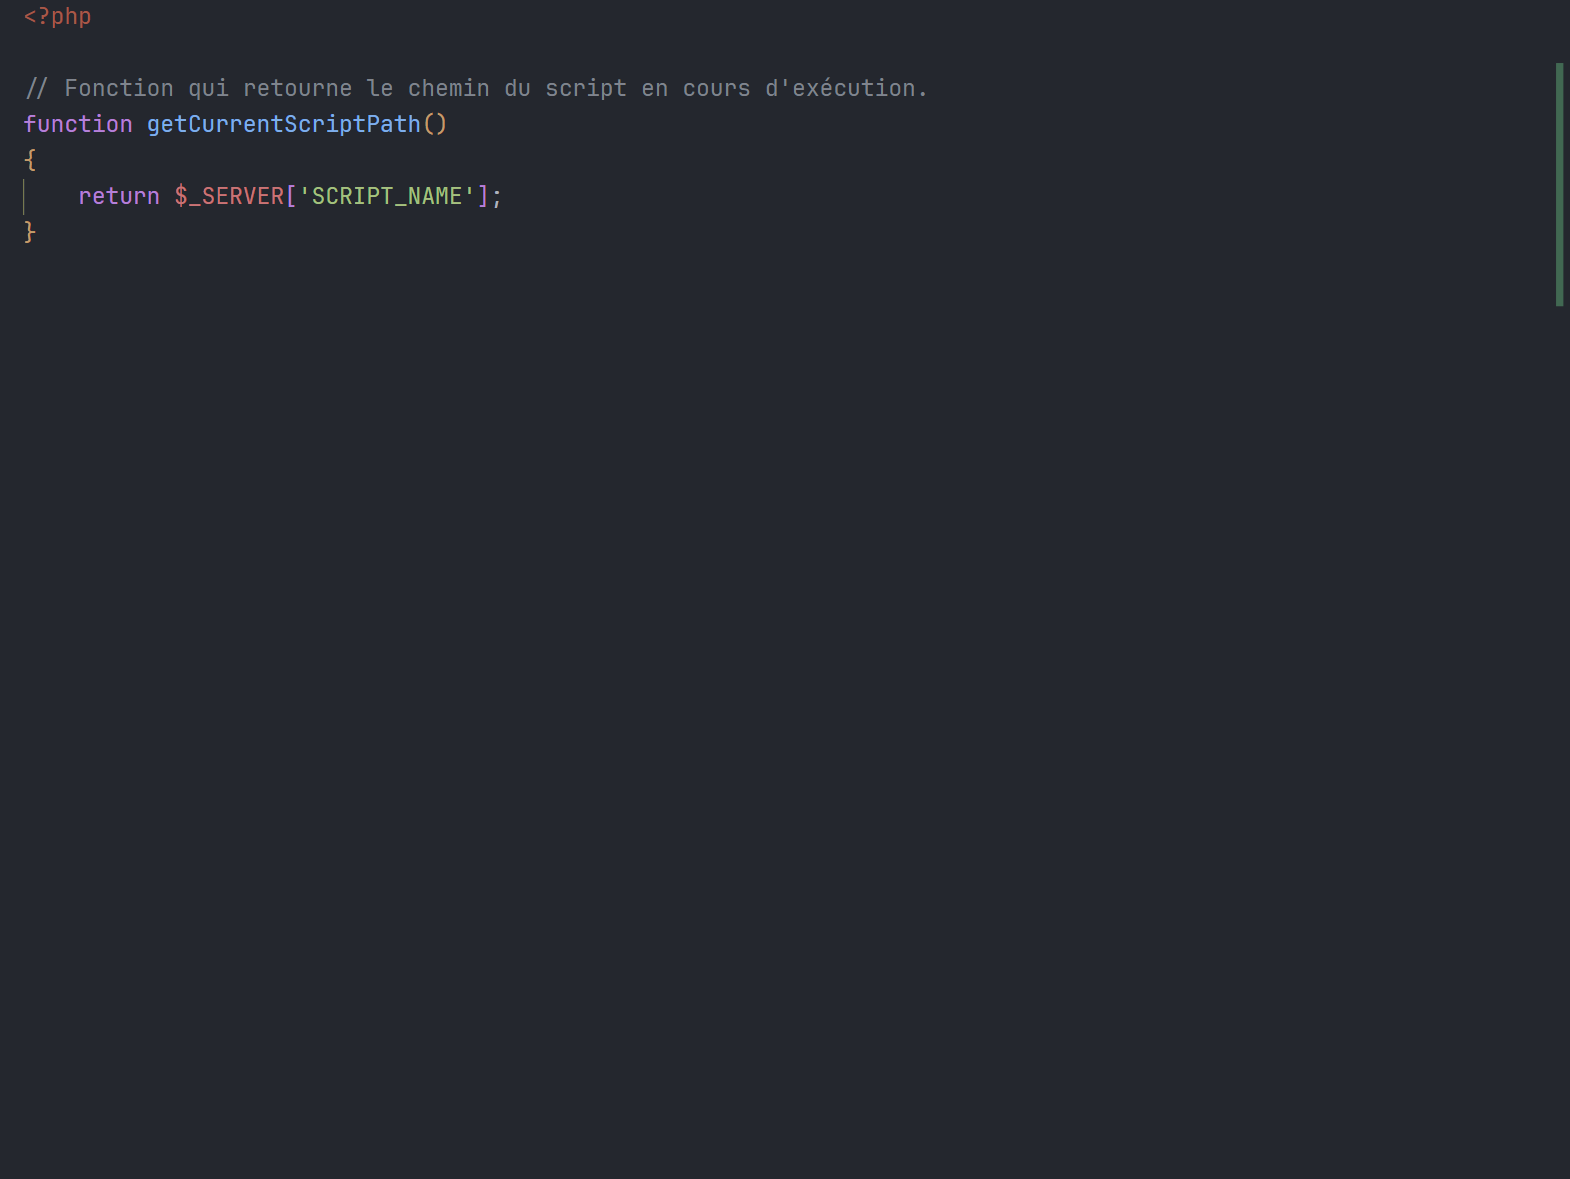 <?php
// Fonction qui retourne le chemin du script en cours d'exécution.
function getCurrentScriptPath()
{
    return $_SERVER['SCRIPT_NAME'];
}